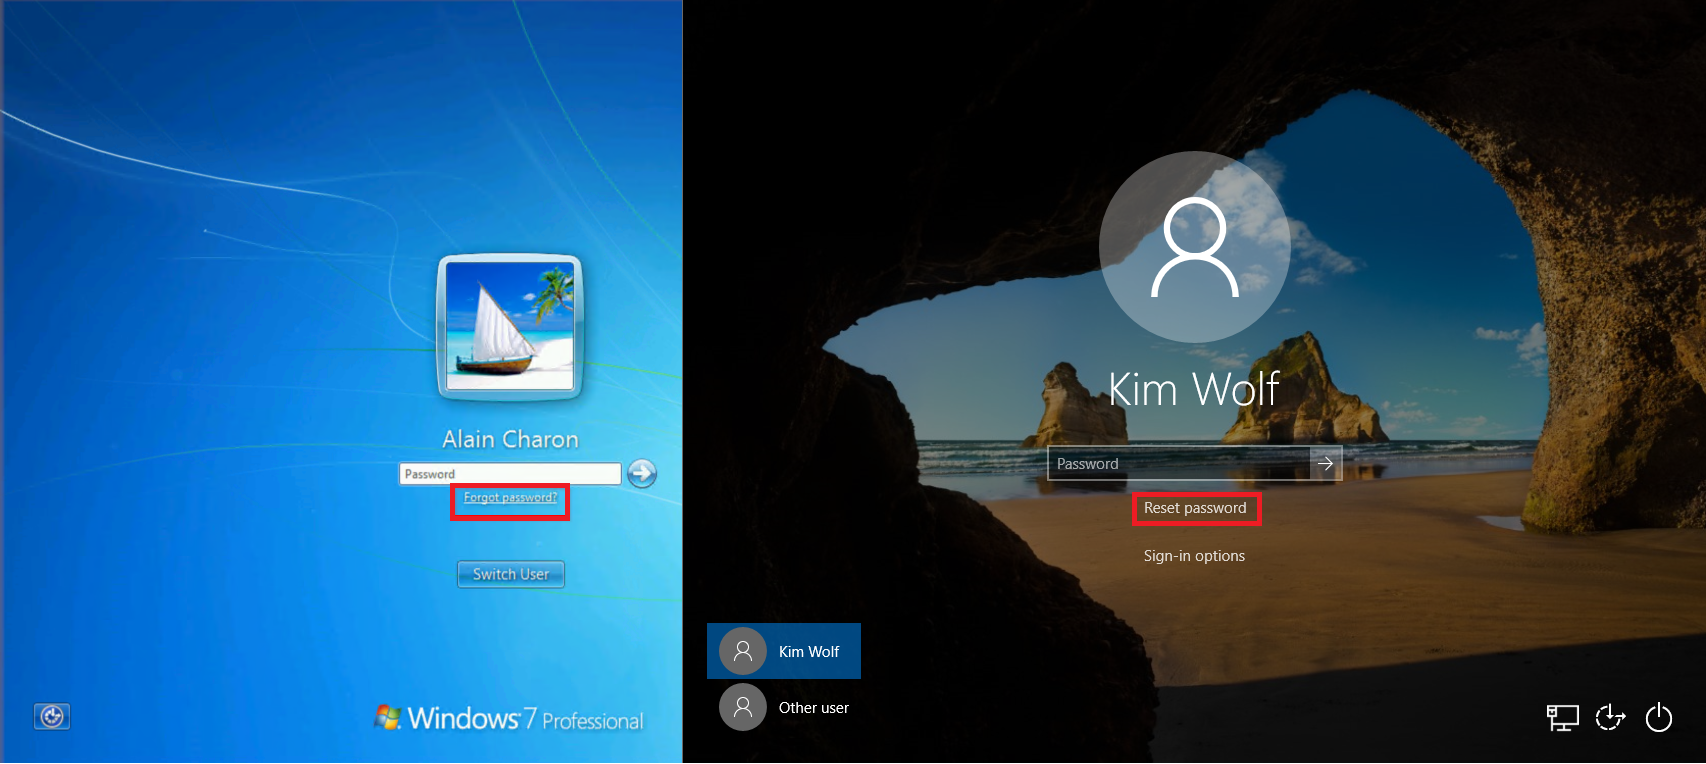 Alain Charon
Password
Forgot password?
Switch User
Windows 7 Professional
Kim Wolf
Password
Reset password
Sign-in options
Kim Wolf
Other user